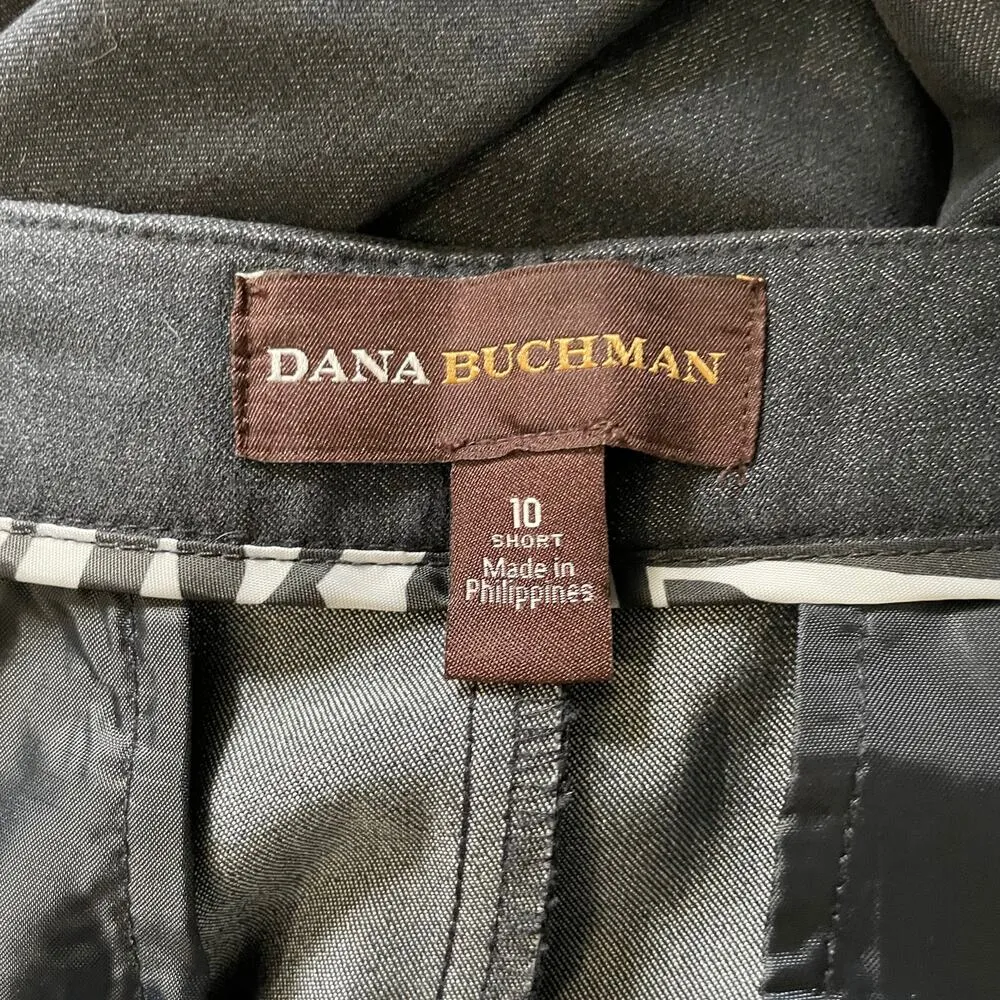 DANA BUCHMAN
10
SHORT
Made in
Philippines